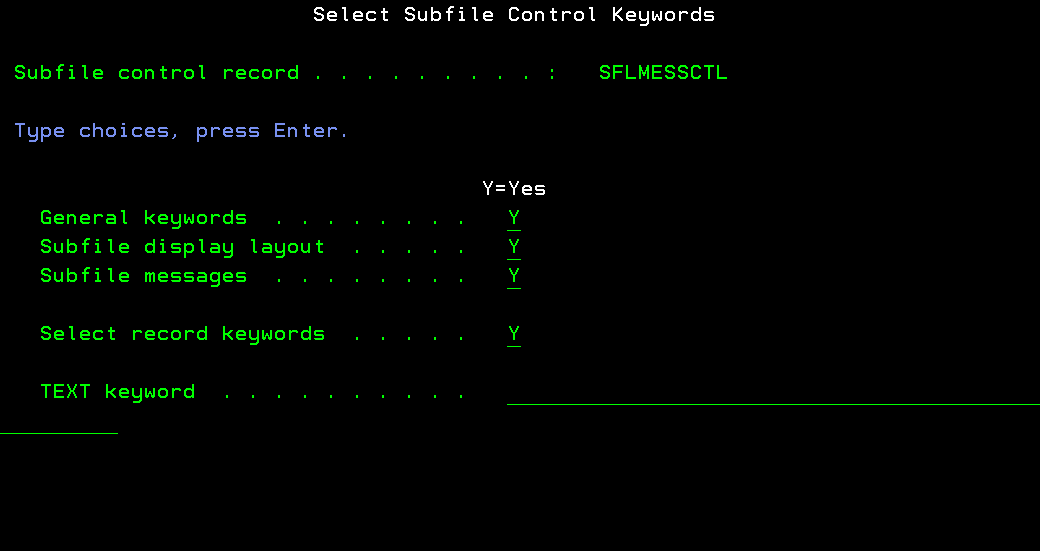 Select Subfile Control Keywords
Subfile control record . . . . . . . . . :   SFLMESSCTL
Type choices, press Enter.
Y=Yes
General keywords  . . . . . . . .   Y
Subfile display layout  . . . . .   Y
Subfile messages  . . . . . . . .   Y
Select record keywords  . . . . .   Y
TEXT keyword  . . . . . . . . . .